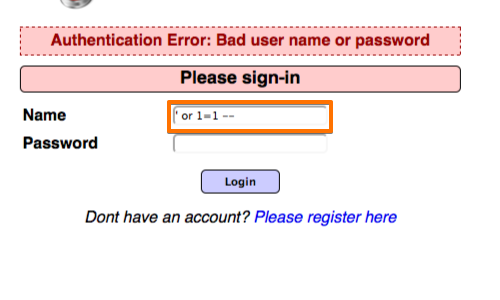 Authentication Error: Bad user name or password
Please sign-in
Name
' or 1=1 --
Password
Login
Dont have an account? Please register here